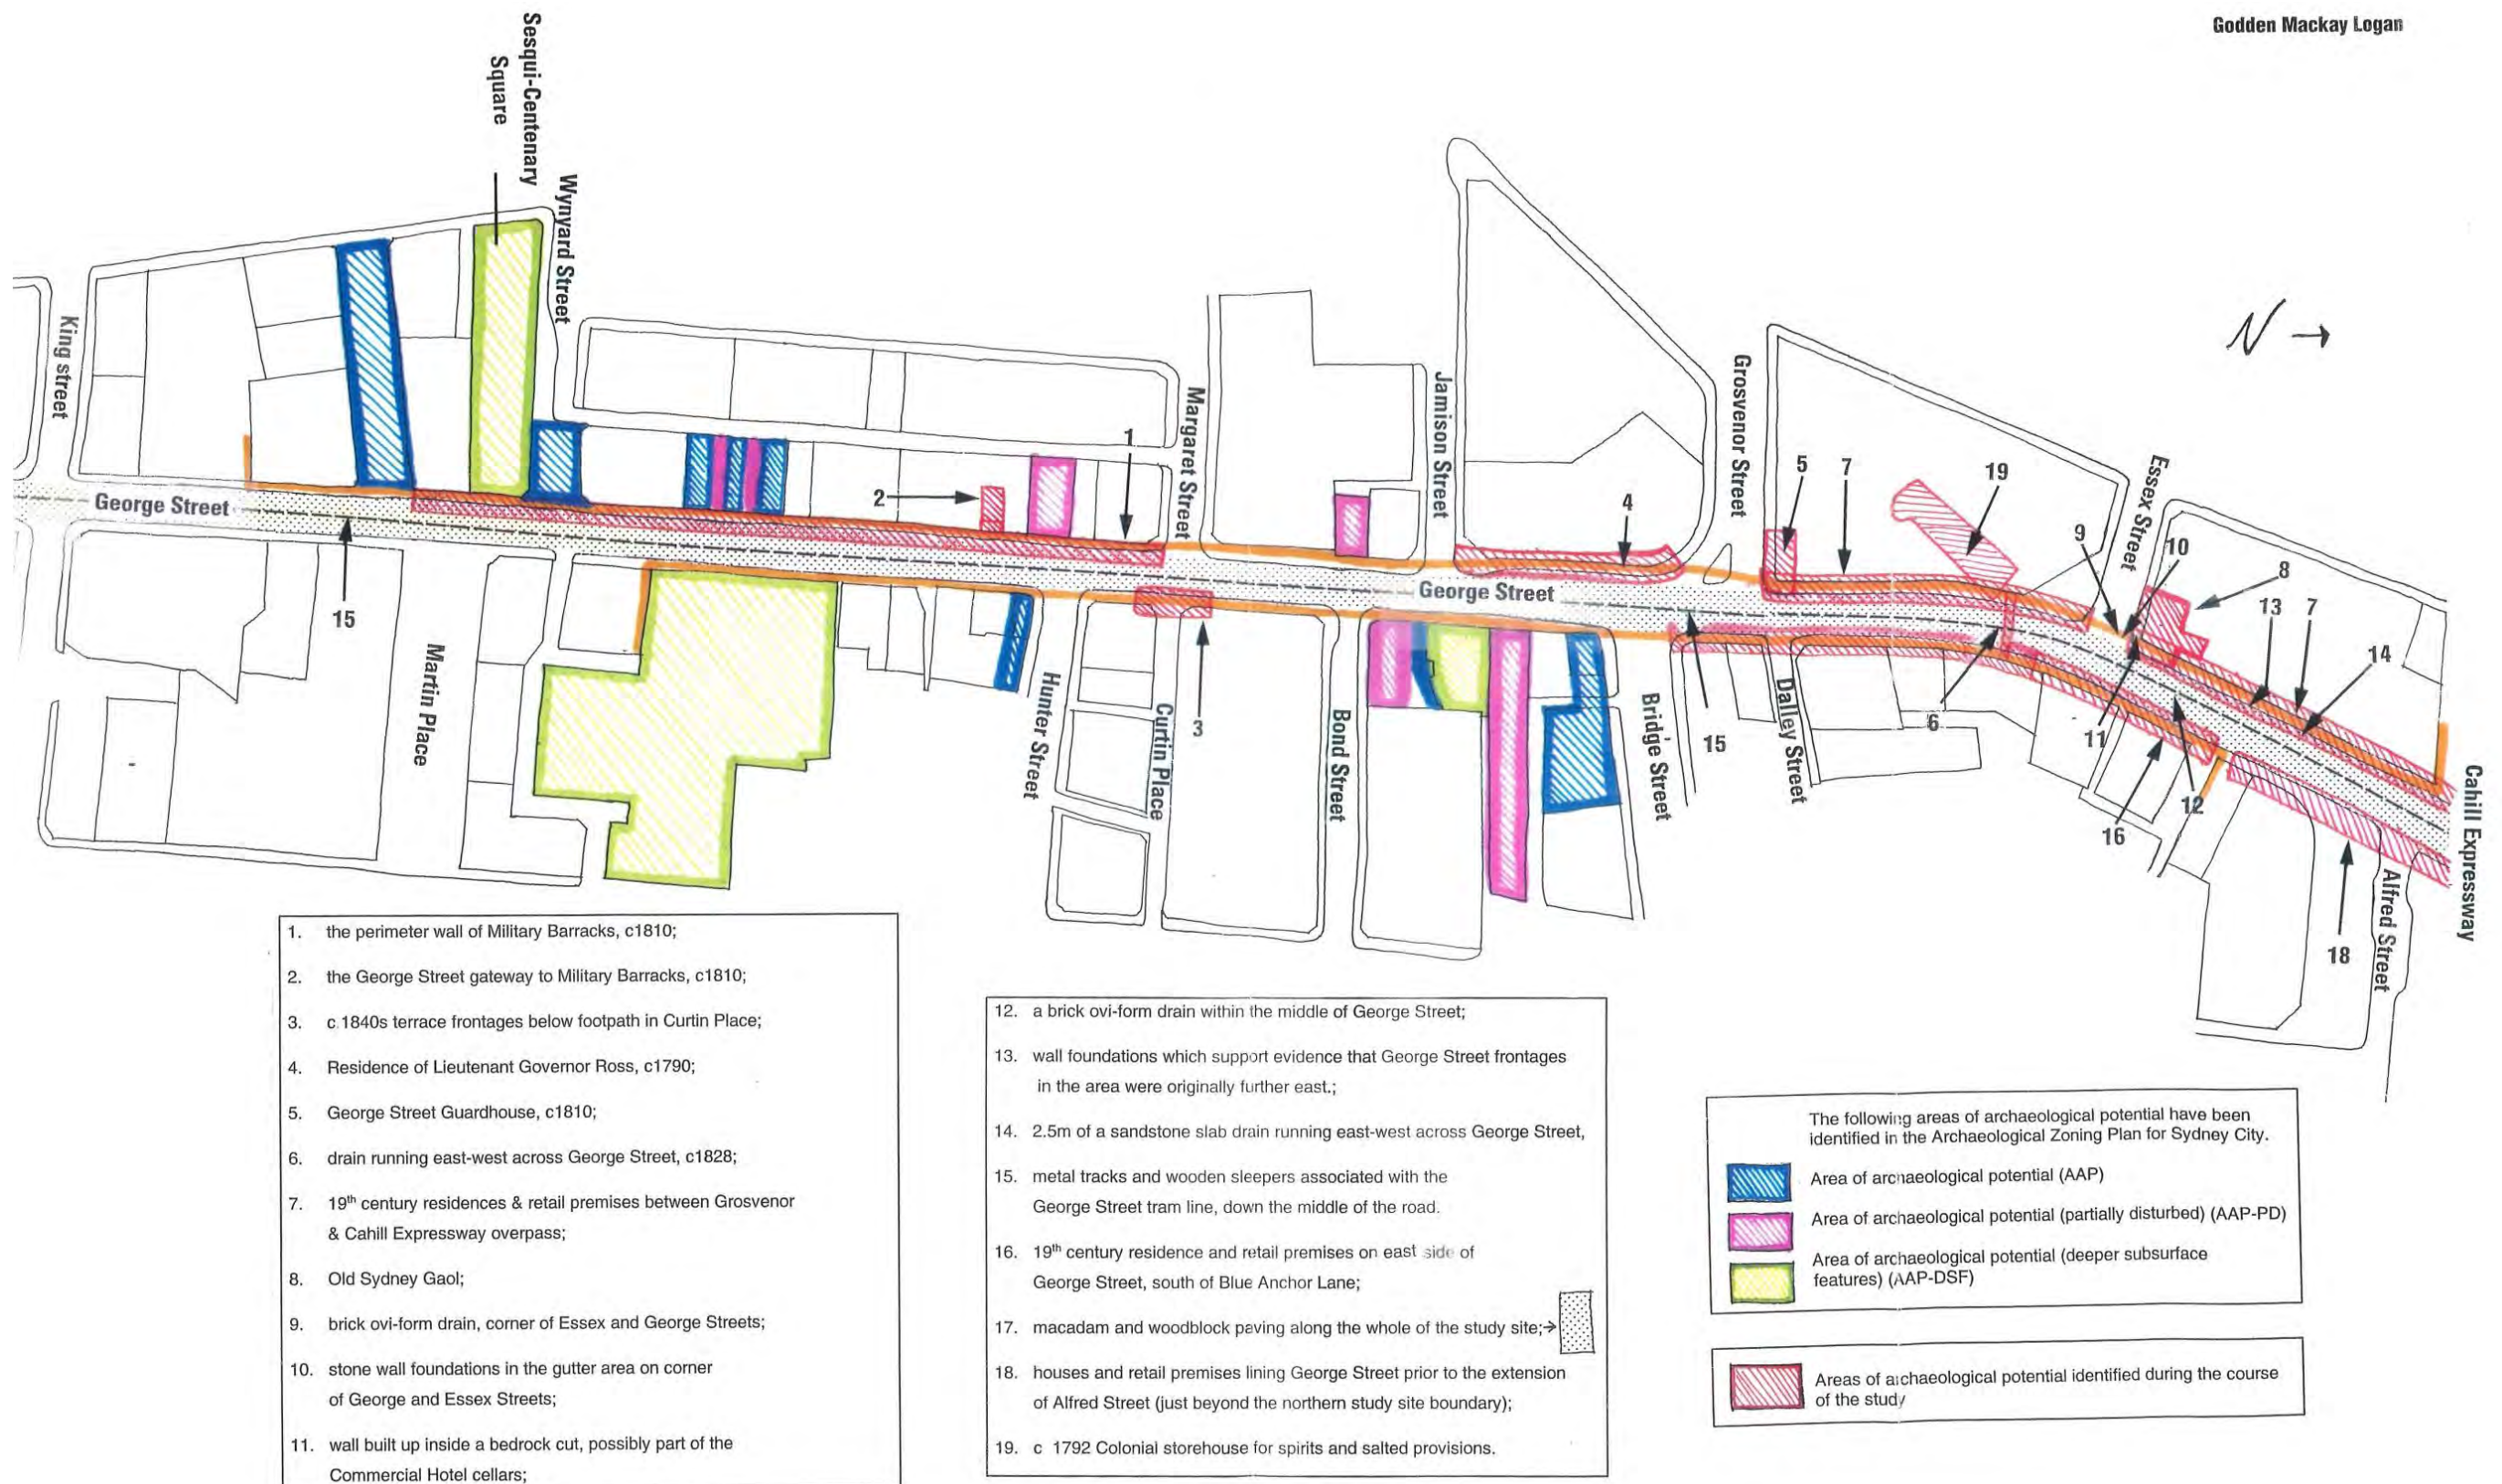 Godden Mackay Logan
Sesqui-Centenary
Square
Wynyard Street
King street
George Street
15
Martin Place
2
1
Margaret Street
Hunter Street
Curtin Place
3
Bond Street
Jamison Street
George Street
4
Grosvenor Street
Bridge Street
15
Dalley Street
5
7
19
6
9
10
Essex Street
8
13
7
14
11
12
16
18
Alfred Street
Cahill Expressway
N →
1. the perimeter wall of Military Barracks, c1810;
2. the George Street gateway to Military Barracks, c1810;
3. c.1840s terrace frontages below footpath in Curtin Place;
4. Residence of Lieutenant Governor Ross, c1790;
5. George Street Guardhouse, c1810;
6. drain running east-west across George Street, c1828;
7. 19th century residences & retail premises between Grosvenor
& Cahill Expressway overpass;
8. Old Sydney Gaol;
9. brick ovi-form drain, corner of Essex and George Streets;
10. stone wall foundations in the gutter area on corner
of George and Essex Streets;
11. wall built up inside a bedrock cut, possibly part of the
Commercial Hotel cellars;
12. a brick ovi-form drain within the middle of George Street;
13. wall foundations which support evidence that George Street frontages
in the area were originally further east.;
14. 2.5m of a sandstone slab drain running east-west across George Street,
15. metal tracks and wooden sleepers associated with the
George Street tram line, down the middle of the road.
16. 19th century residence and retail premises on east side of
George Street, south of Blue Anchor Lane;
17. macadam and woodblock paving along the whole of the study site;→
18. houses and retail premises lining George Street prior to the extension
of Alfred Street (just beyond the northern study site boundary);
19. c 1792 Colonial storehouse for spirits and salted provisions.
The following areas of archaeological potential have been
identified in the Archaeological Zoning Plan for Sydney City.
Area of archaeological potential (AAP)
Area of archaeological potential (partially disturbed) (AAP-PD)
Area of archaeological potential (deeper subsurface
features) (AAP-DSF)
Areas of archaeological potential identified during the course
of the study